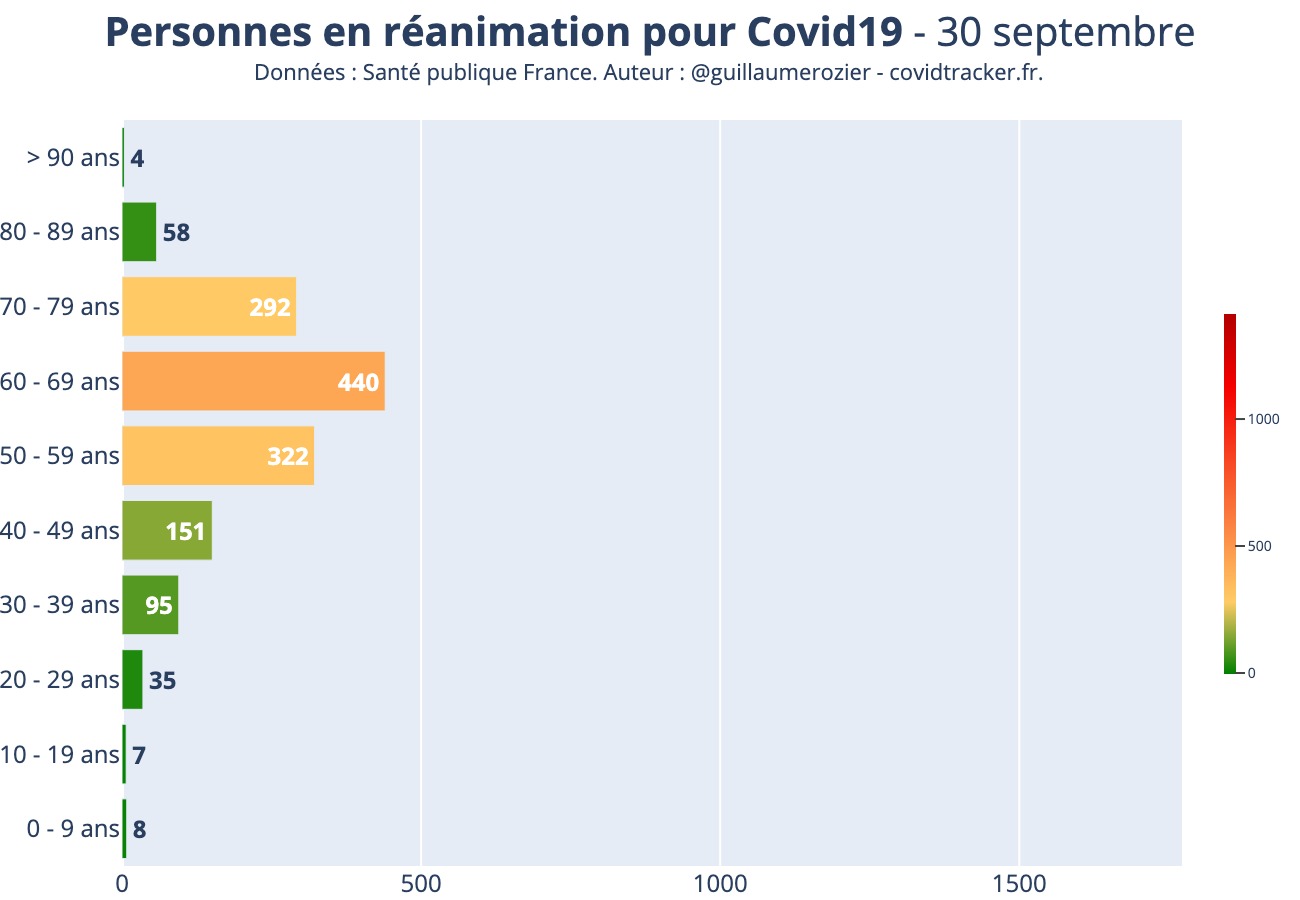 Personnes en réanimation pour Covid19 - 30 septembre
Données : Santé publique France. Auteur : @guillaumerozier - covidtracker.fr.
> 90 ans 4
80 - 89 ans 58
70 - 79 ans 292
60 - 69 ans 440
50 - 59 ans 322
40 - 49 ans 151
30 - 39 ans 95
20 - 29 ans 35
10 - 19 ans 7
0 - 9 ans 8
0 500 1000 1500
1000
500
0